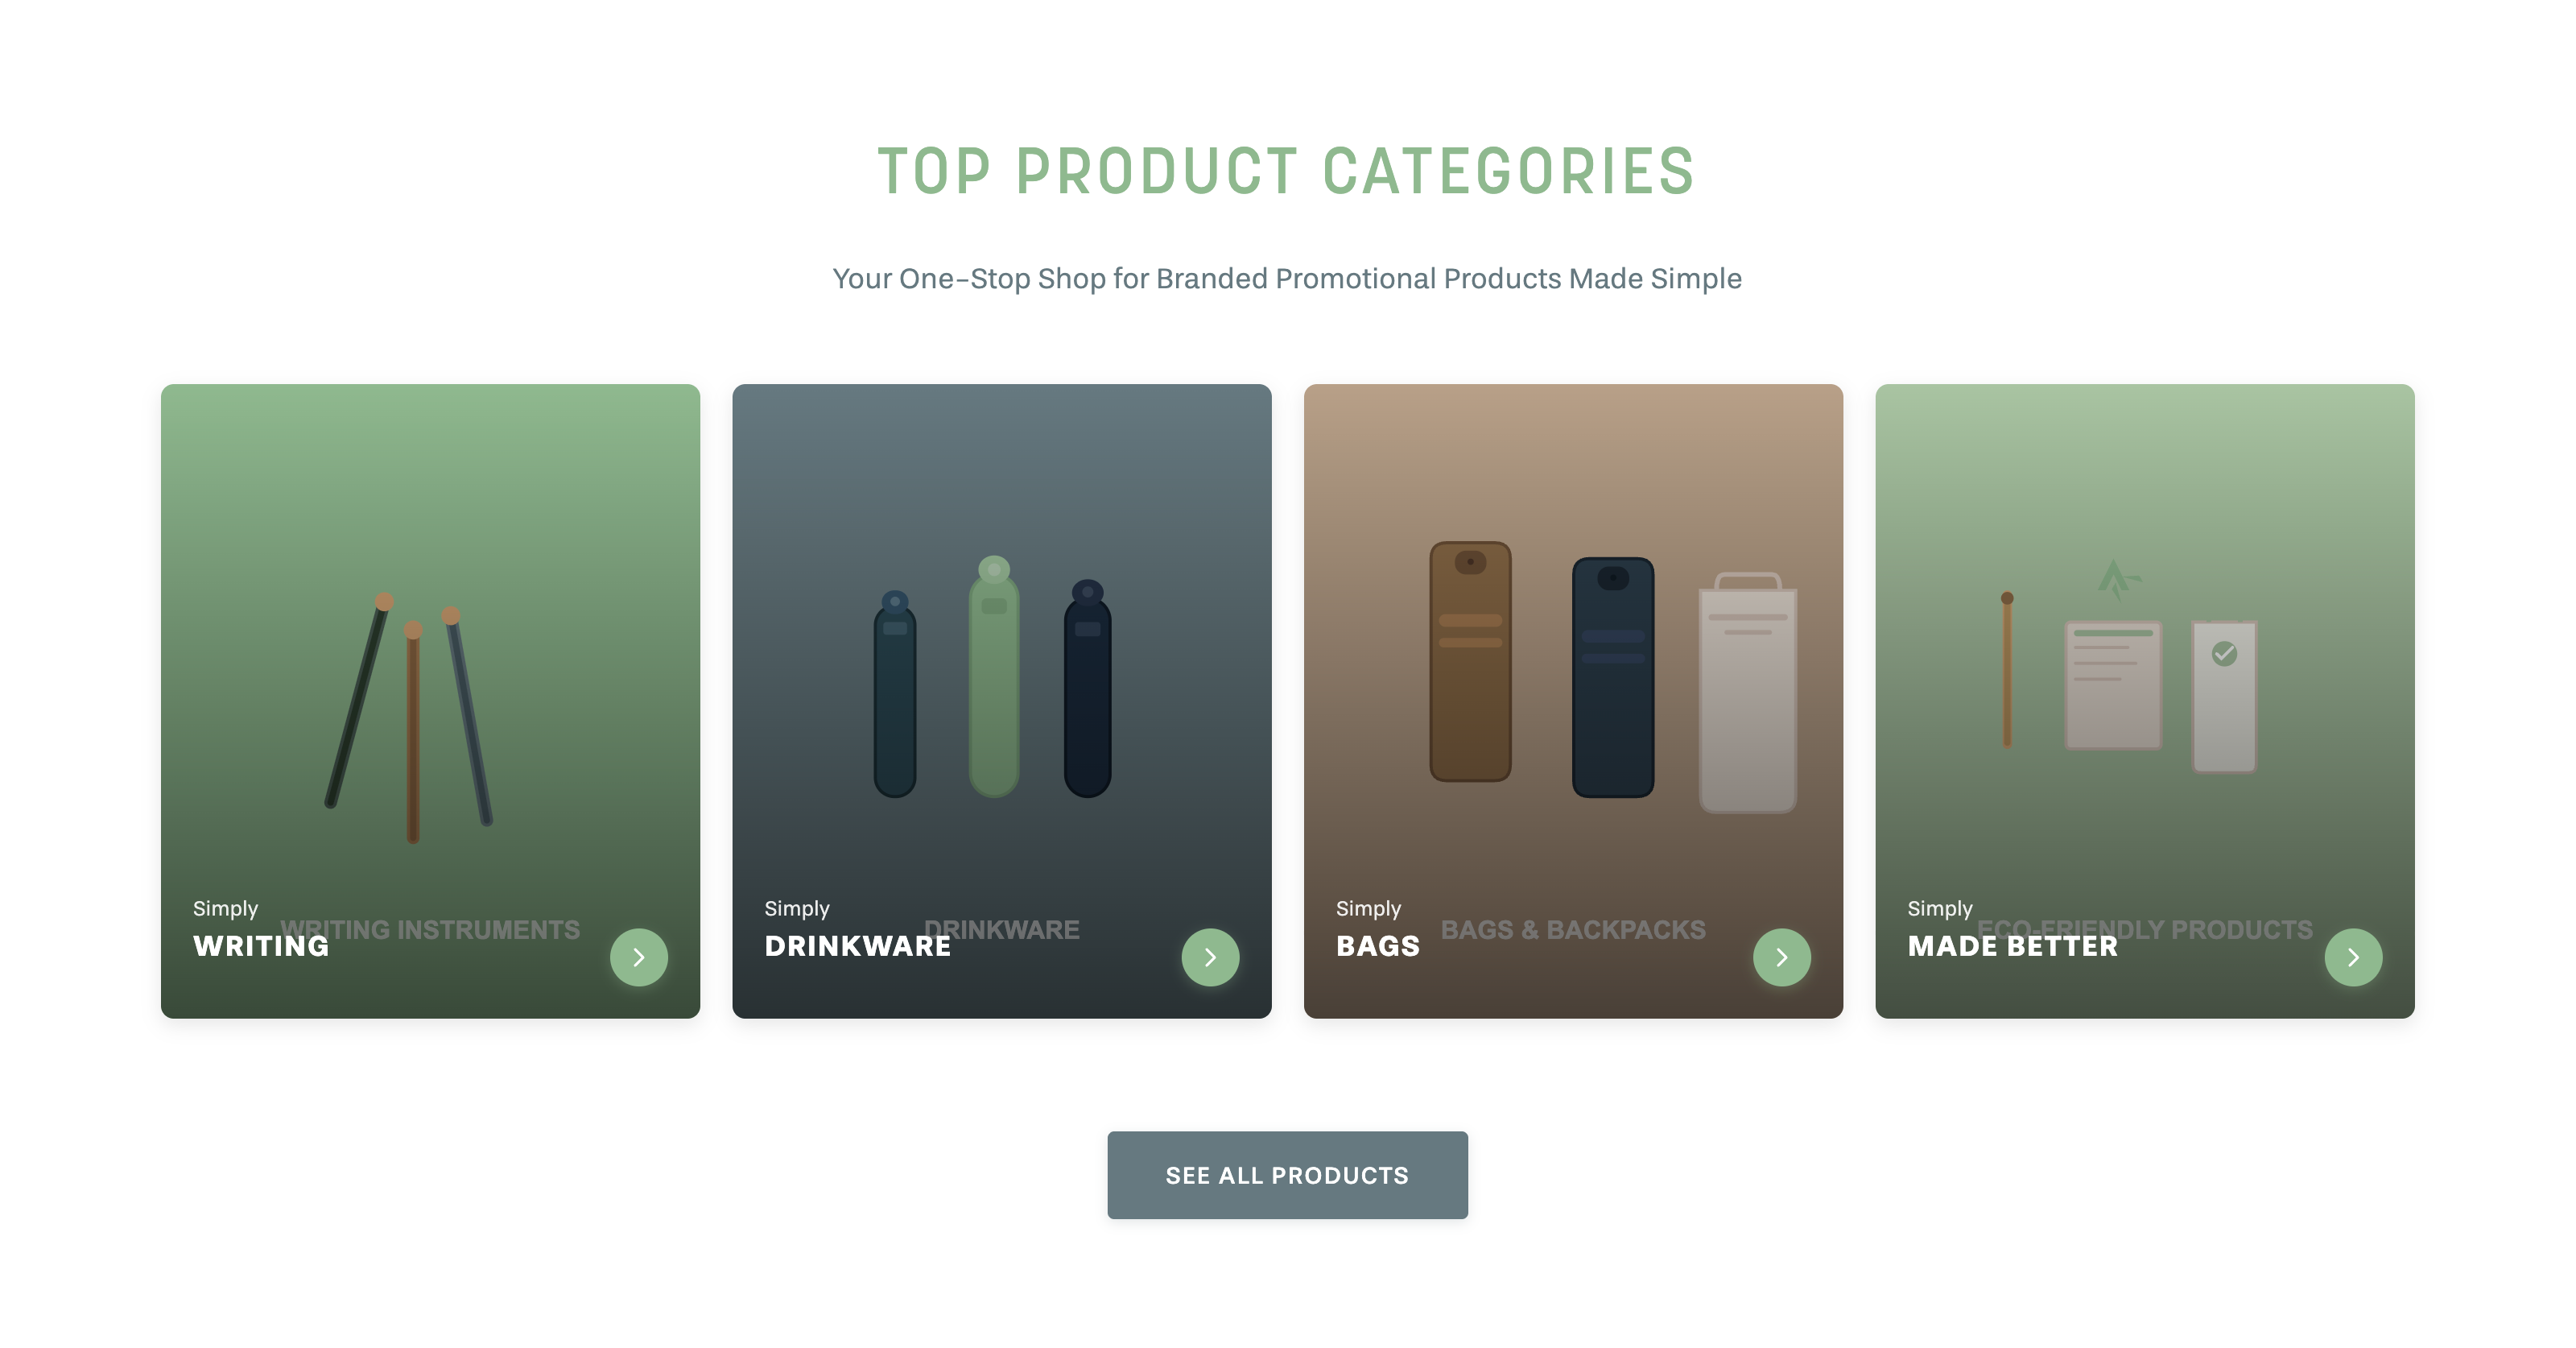 TOP PRODUCT CATEGORIES
Your One-Stop Shop for Branded Promotional Products Made Simple
Simply
WRITING INSTRUMENTS
WRITING
Simply
DRINKWARE
DRINKWARE
Simply
BAGS & BACKPACKS
BAGS
Simply
ECO-FRIENDLY PRODUCTS
MADE BETTER
SEE ALL PRODUCTS